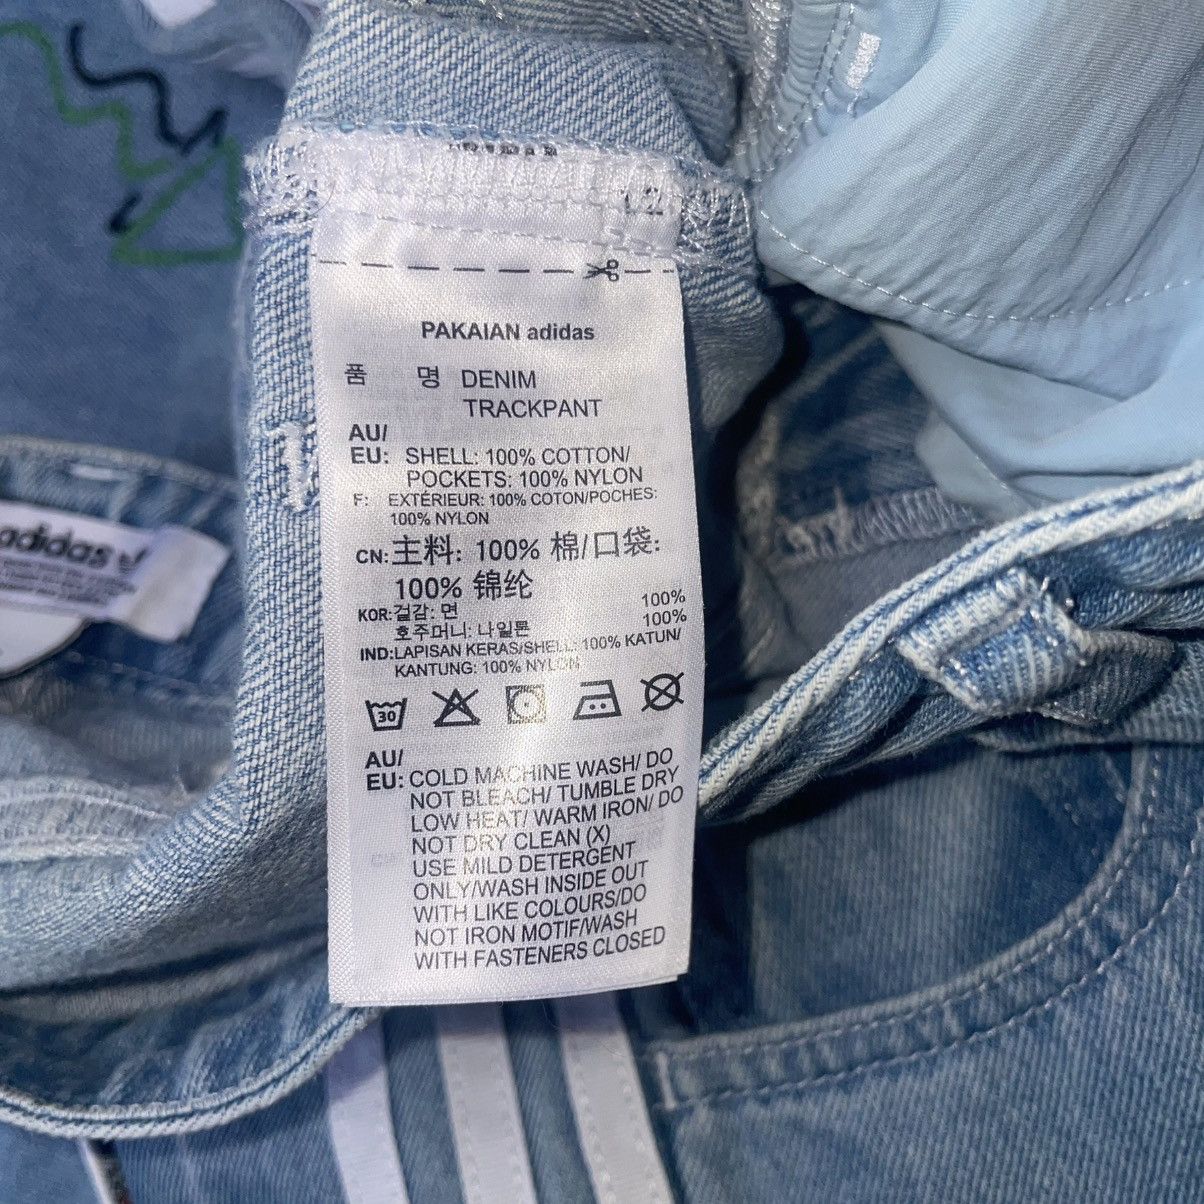 PAKAIAN adidas
품 명 DENIM
TRACKPANT
AU/
EU: SHELL: 100% COTTON/
POCKETS: 100% NYLON
F: EXTÉRIEUR: 100% COTON/POCHES:
100% NYLON
CN: 主料: 100% 棉/口袋:
100% 锦纶
KOR: 겉감: 면 100%
호주머니: 나일론 100%
IND: LAPISAN KERAS/SHELL: 100% KATUN/
KANTUNG: 100% NYLON
30
AU/
EU: COLD MACHINE WASH/ DO
NOT BLEACH/ TUMBLE DRY
LOW HEAT/ WARM IRON/ DO
NOT DRY CLEAN (X)
USE MILD DETERGENT
ONLY/WASH INSIDE OUT
WITH LIKE COLOURS/DO
NOT IRON MOTIF/WASH
WITH FASTENERS CLOSED
adidas